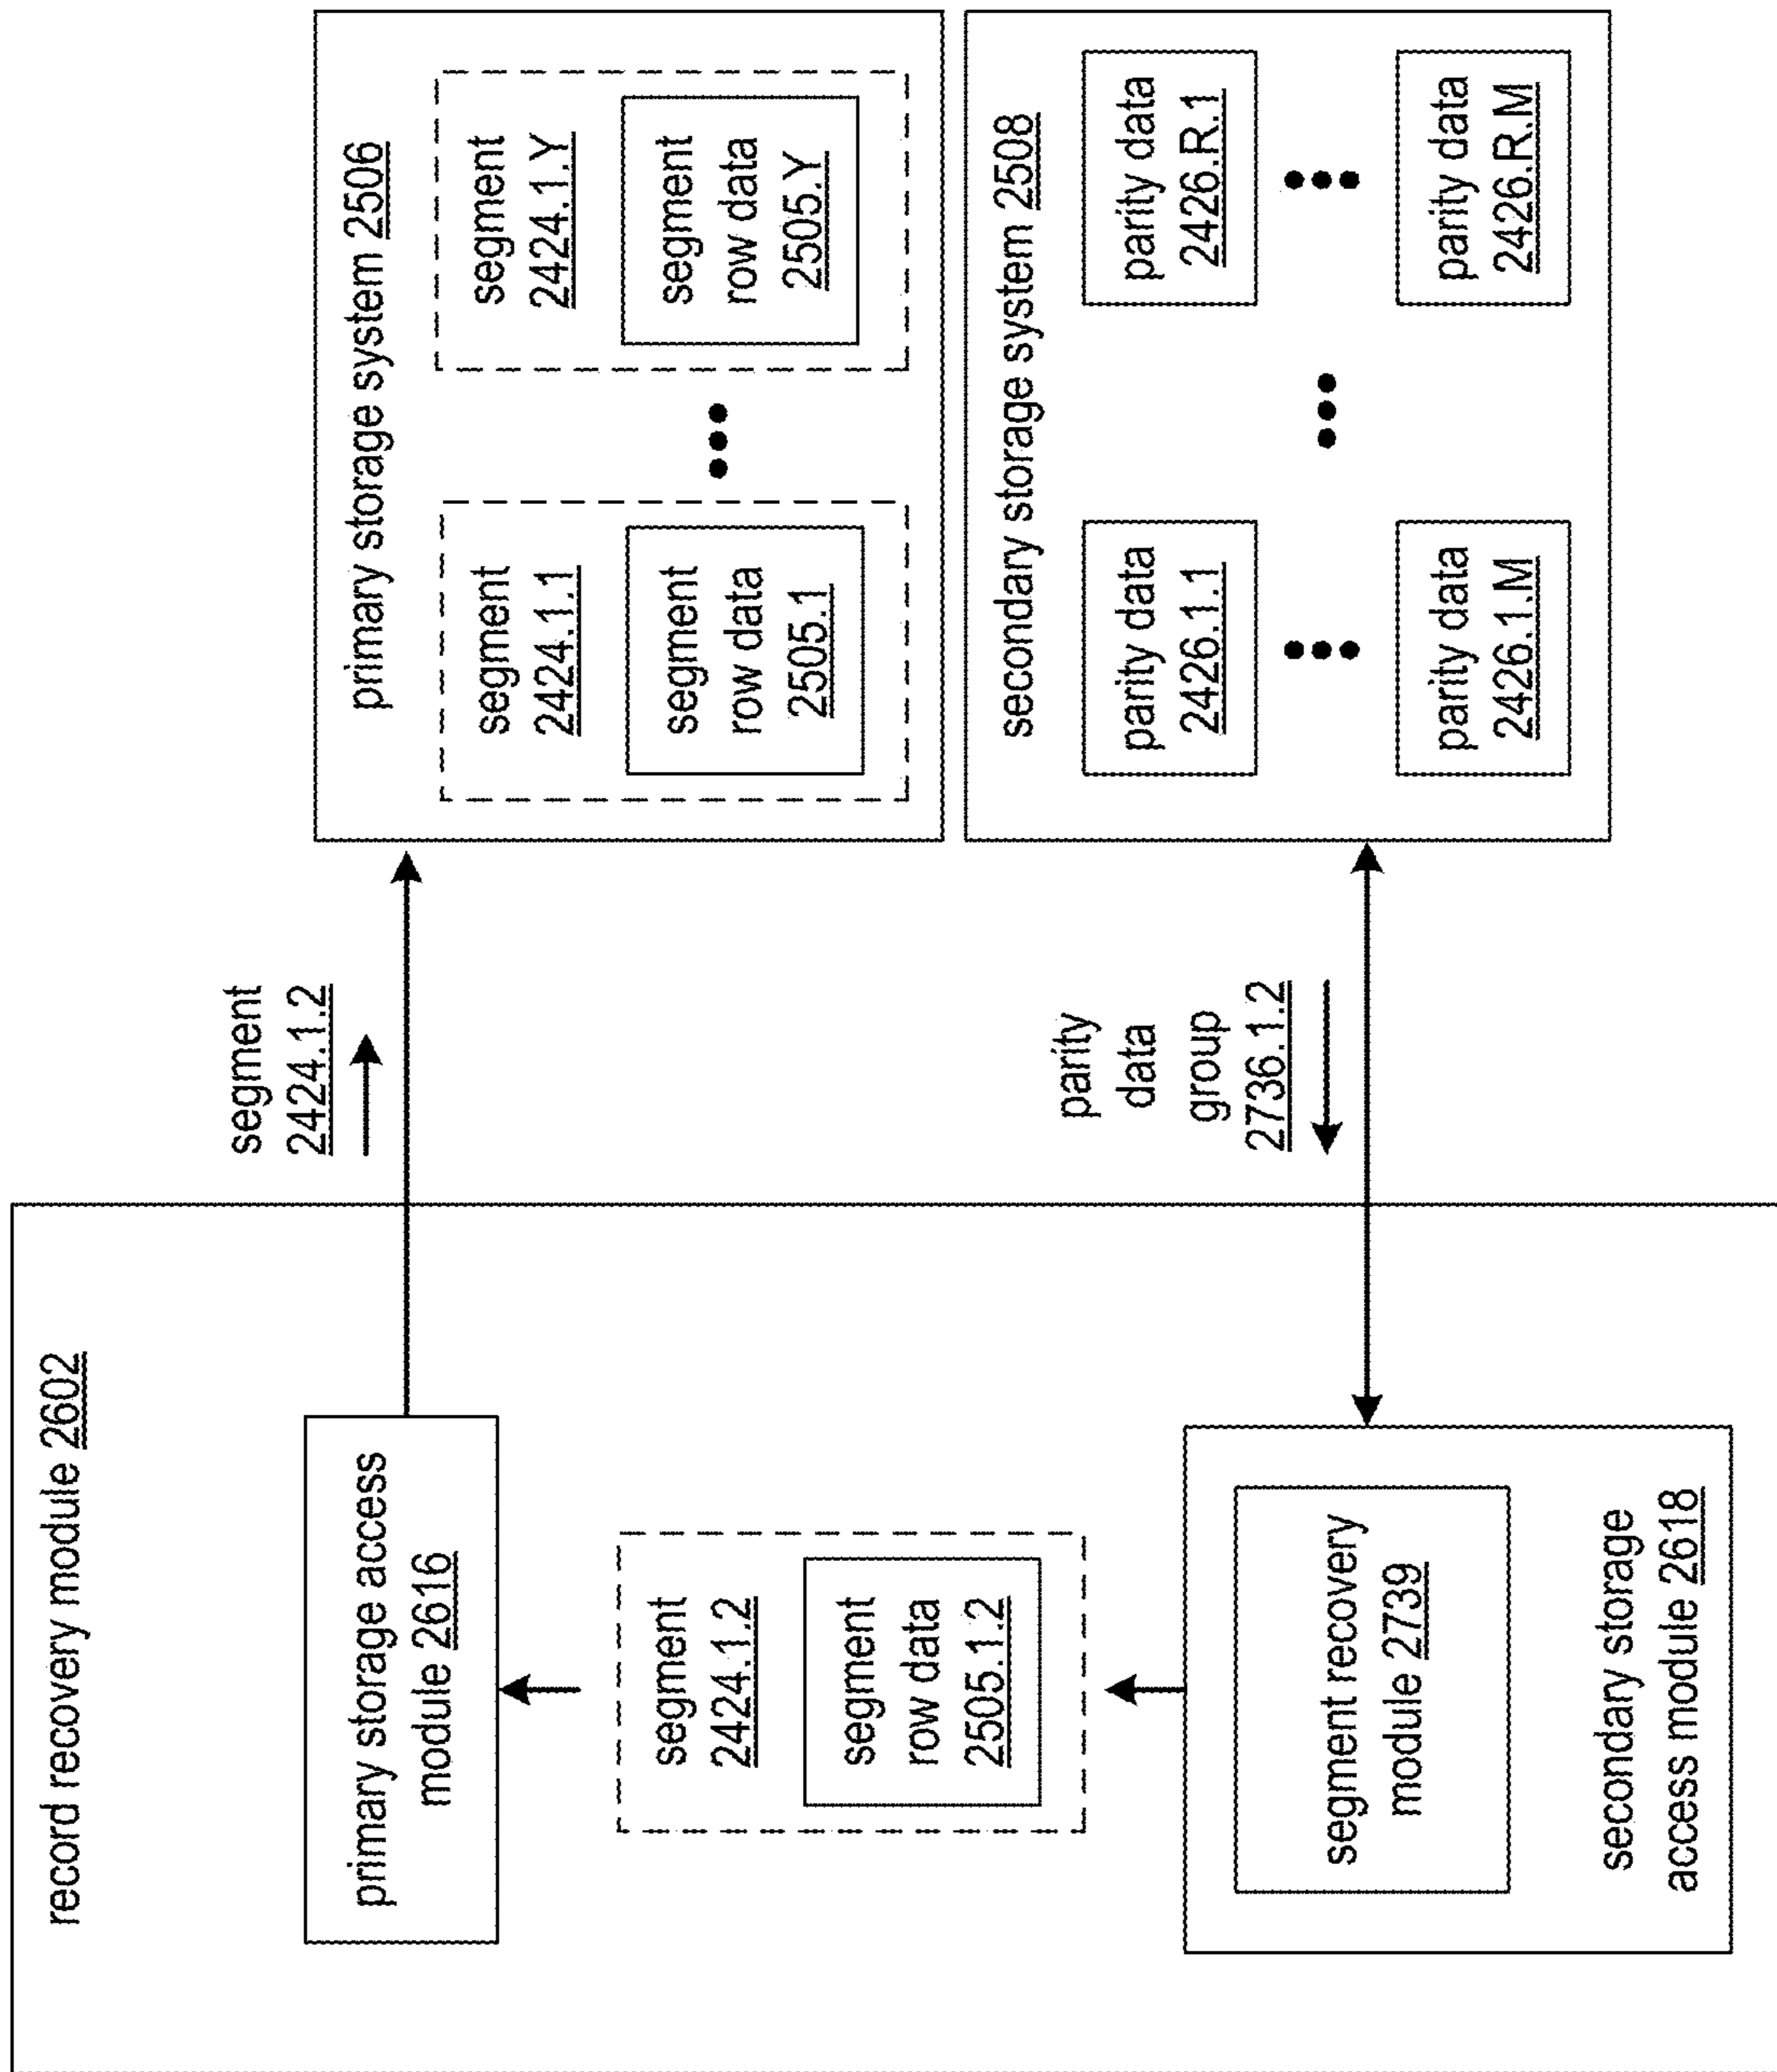 record recovery module 2602
primary storage access
module 2616
segment
2424.1.2
segment
row data
2505.1.2
segment recovery
module 2739
secondary storage
access module 2618
segment
2424.1.2
parity
data
group
2736.1.2
primary storage system 2506
segment
2424.1.1
segment
row data
2505.1
segment
2424.1.Y
segment
row data
2505.Y
secondary storage system 2508
parity data
2426.1.1
parity data
2426.R.1
parity data
2426.1.M
parity data
2426.R.M